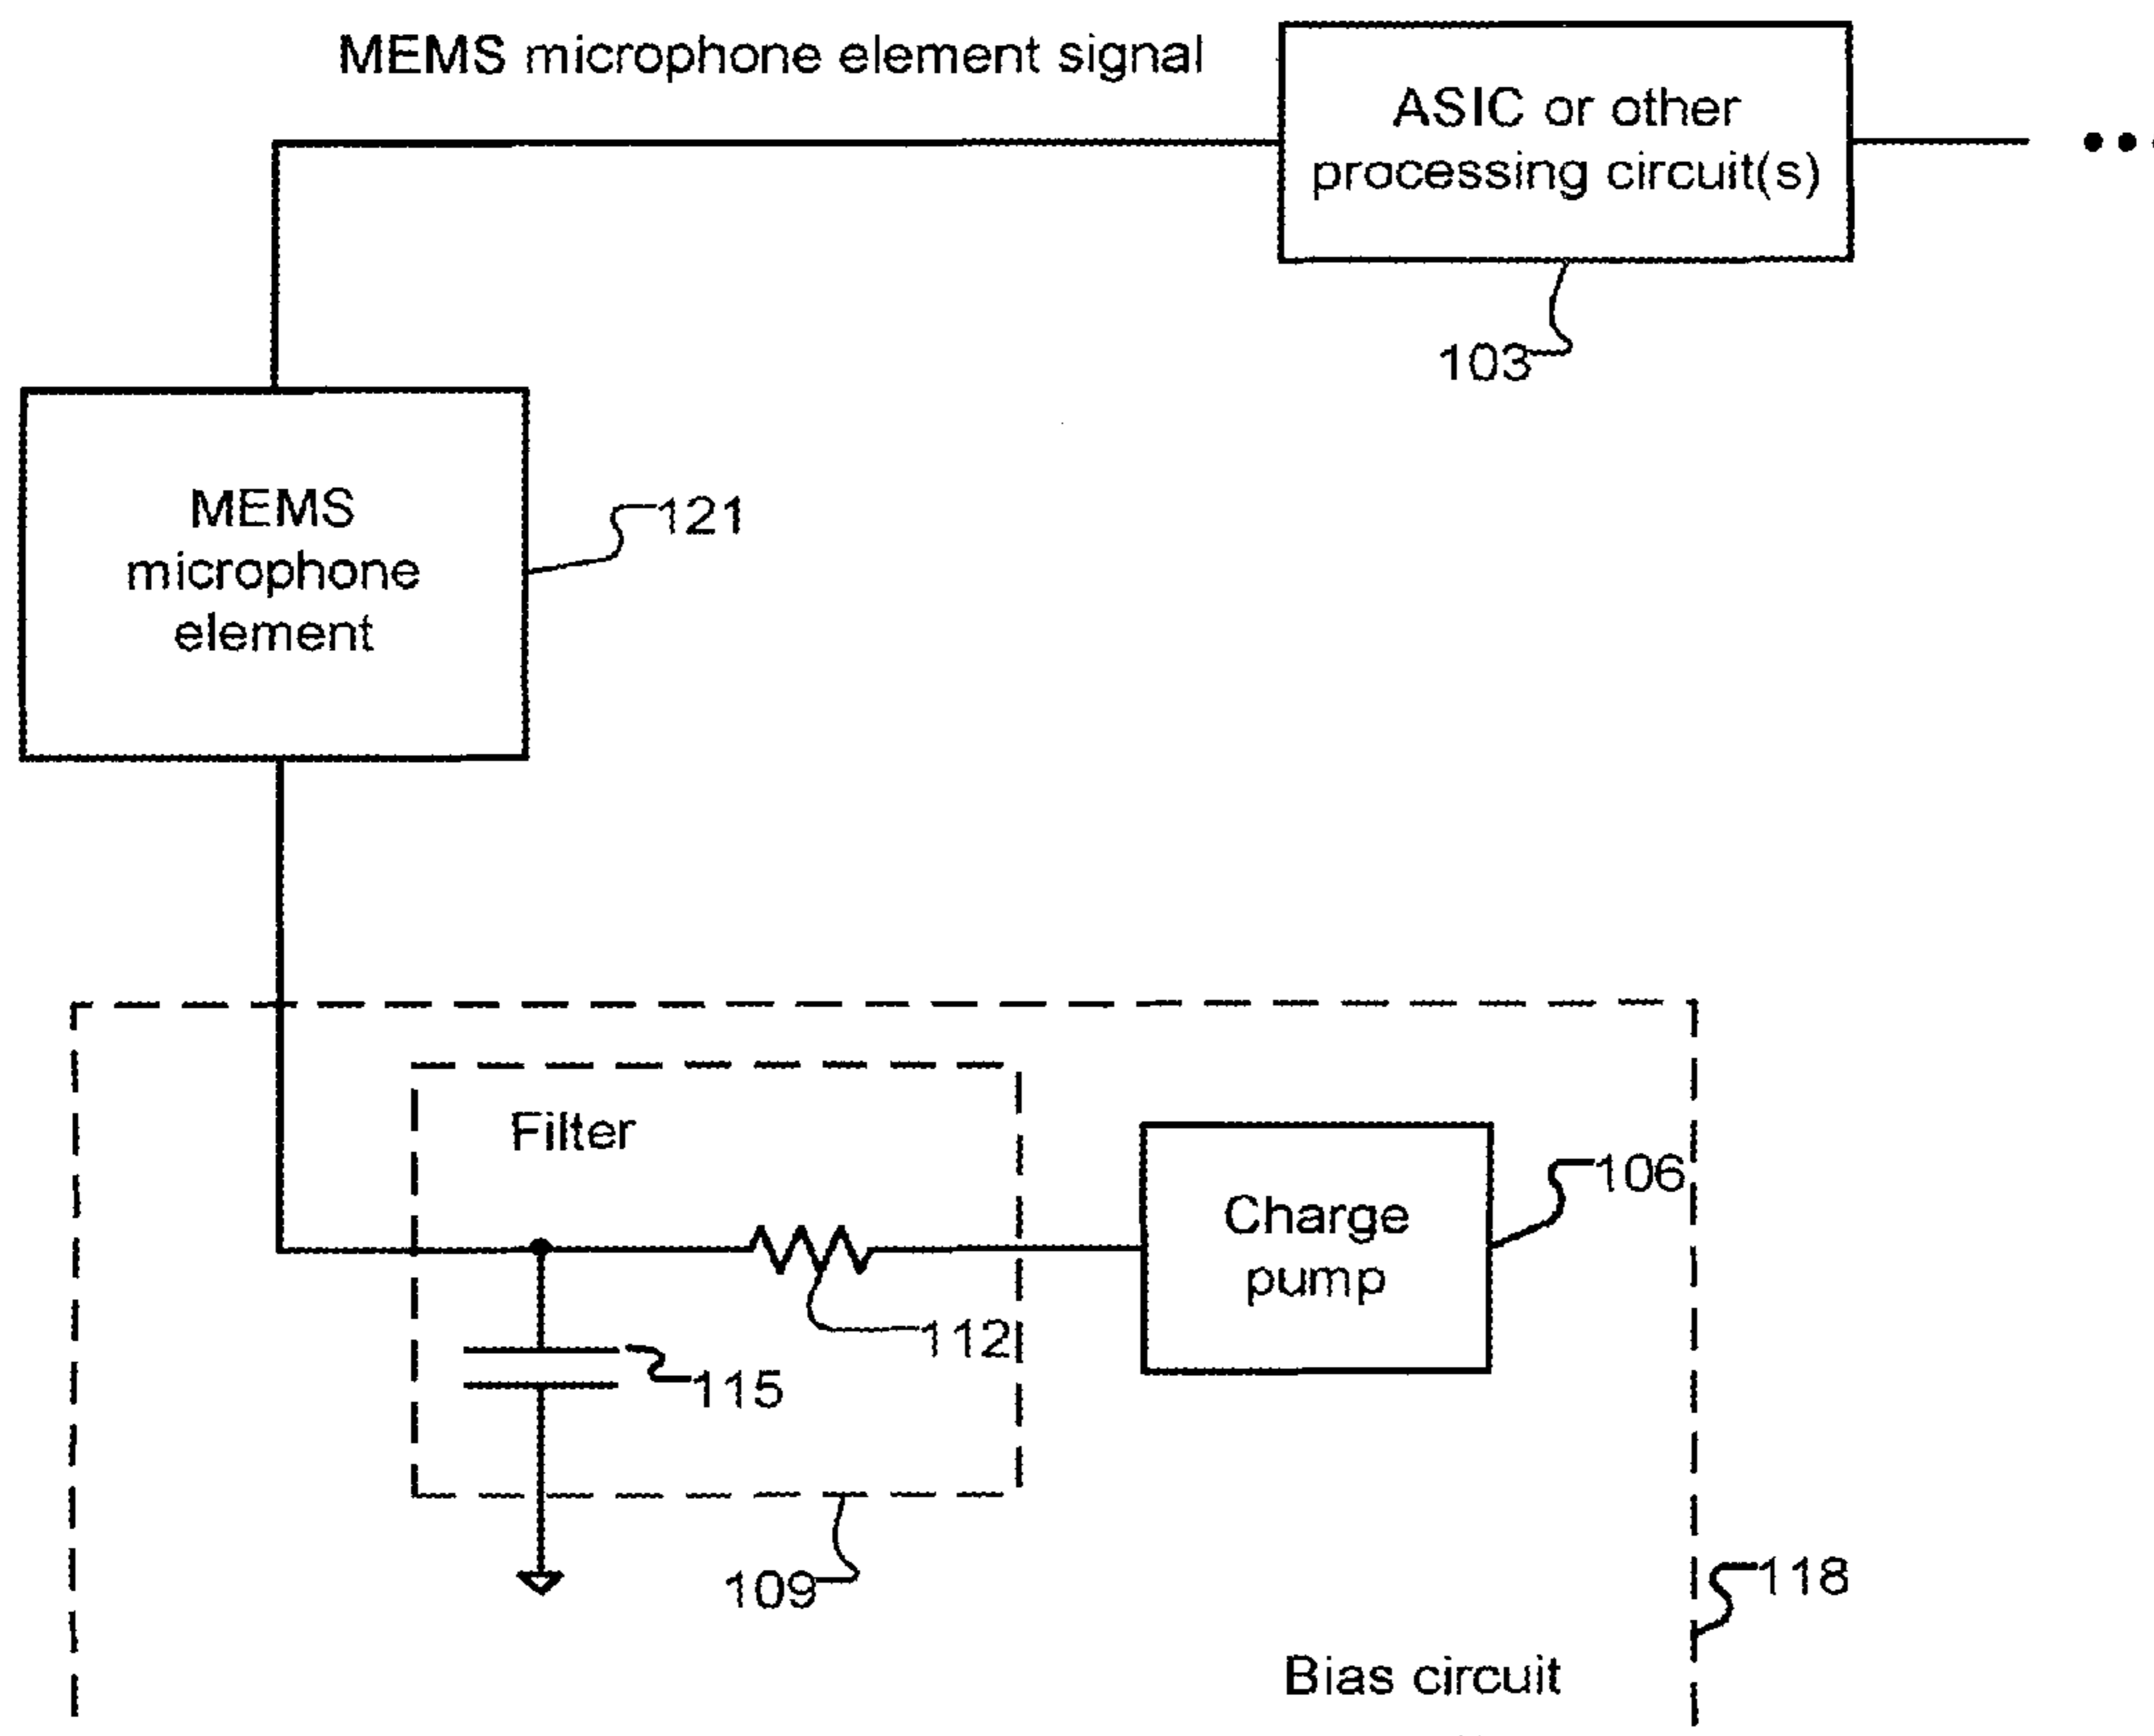 MEMS microphone element signal
ASIC or other
processing circuit(s)
103
MEMS
microphone
element
121
Filter
Charge
pump
106
112
115
109
118
Bias circuit